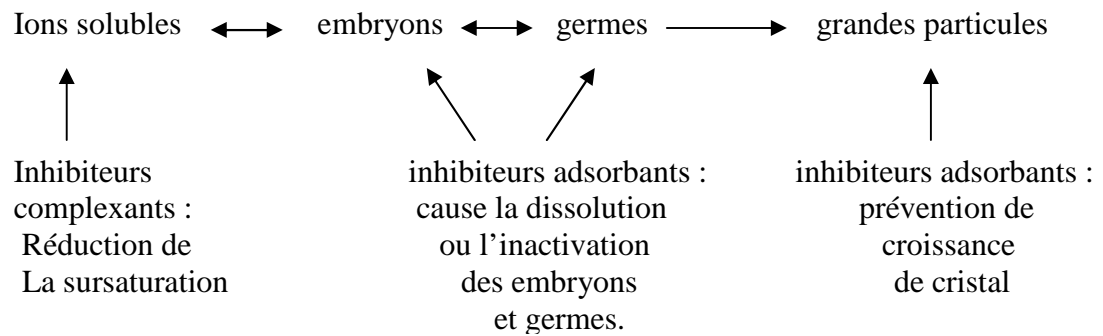 Ions solubles embryons germes grandes particules
Inhibiteurs
complexants :
Réduction de
La sursaturation
inhibiteurs adsorbants :
cause la dissolution
ou l’inactivation
des embryons
et germes.
inhibiteurs adsorbants :
prévention de
croissance
de cristal